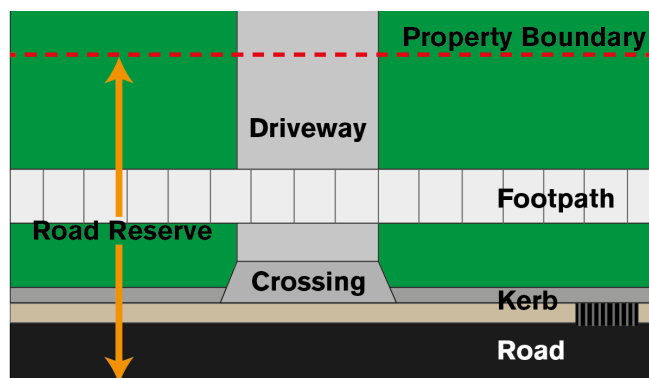 Property Boundary
Driveway
Footpath
Road Reserve
Crossing
Kerb
Road